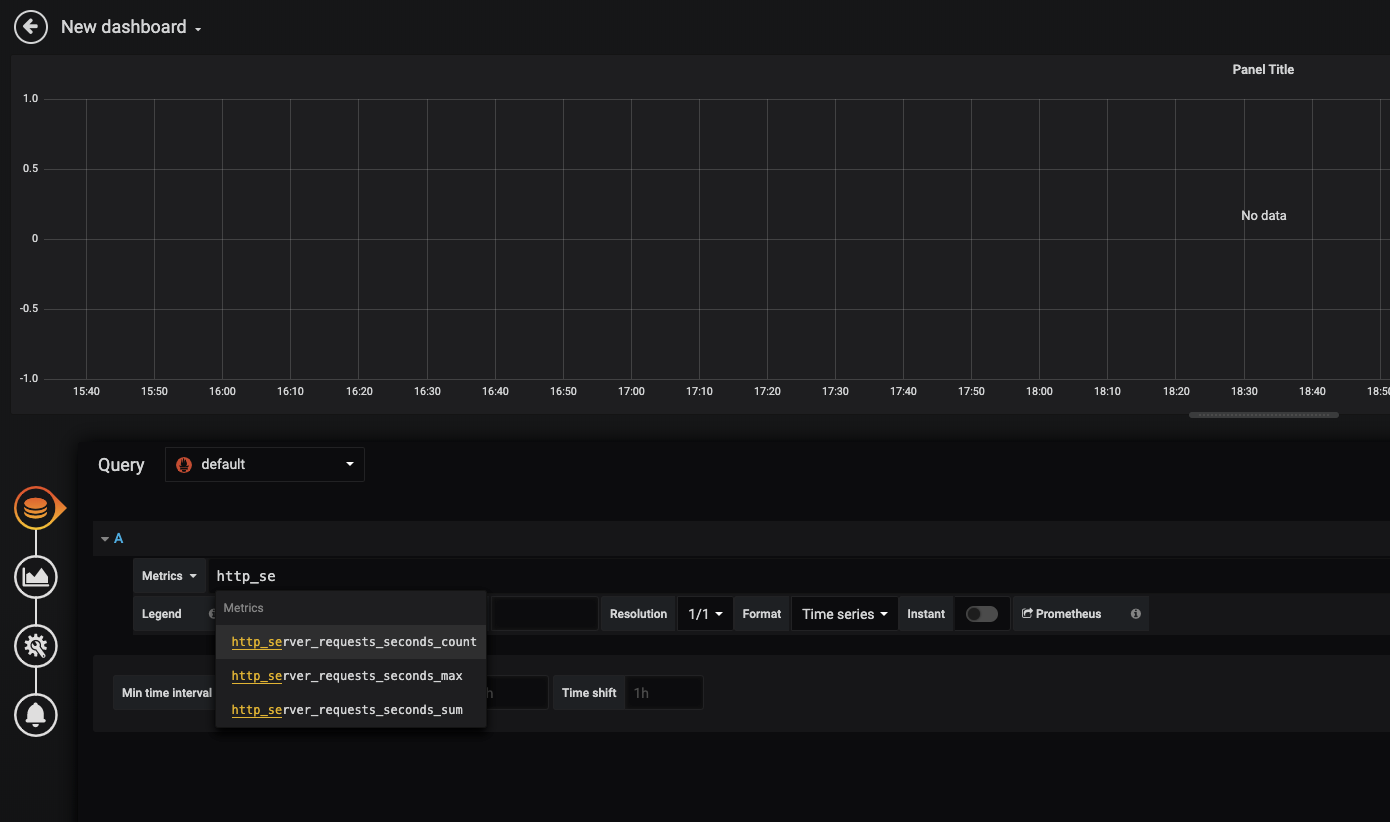 New dashboard
Panel Title
1.0
0.5
No data
0
-0.5
-1.0
15:40 15:50 16:00 16:10 16:20 16:30 16:40 16:50 17:00 17:10 17:20 17:30 17:40 17:50 18:00 18:10 18:20 18:30 18:40 18:50
Query default
A
Metrics http_se
Legend Resolution 1/1 Format Time series Instant Prometheus
Metrics
http_server_requests_seconds_count
http_server_requests_seconds_max
http_server_requests_seconds_sum
Min time interval h Time shift 1h